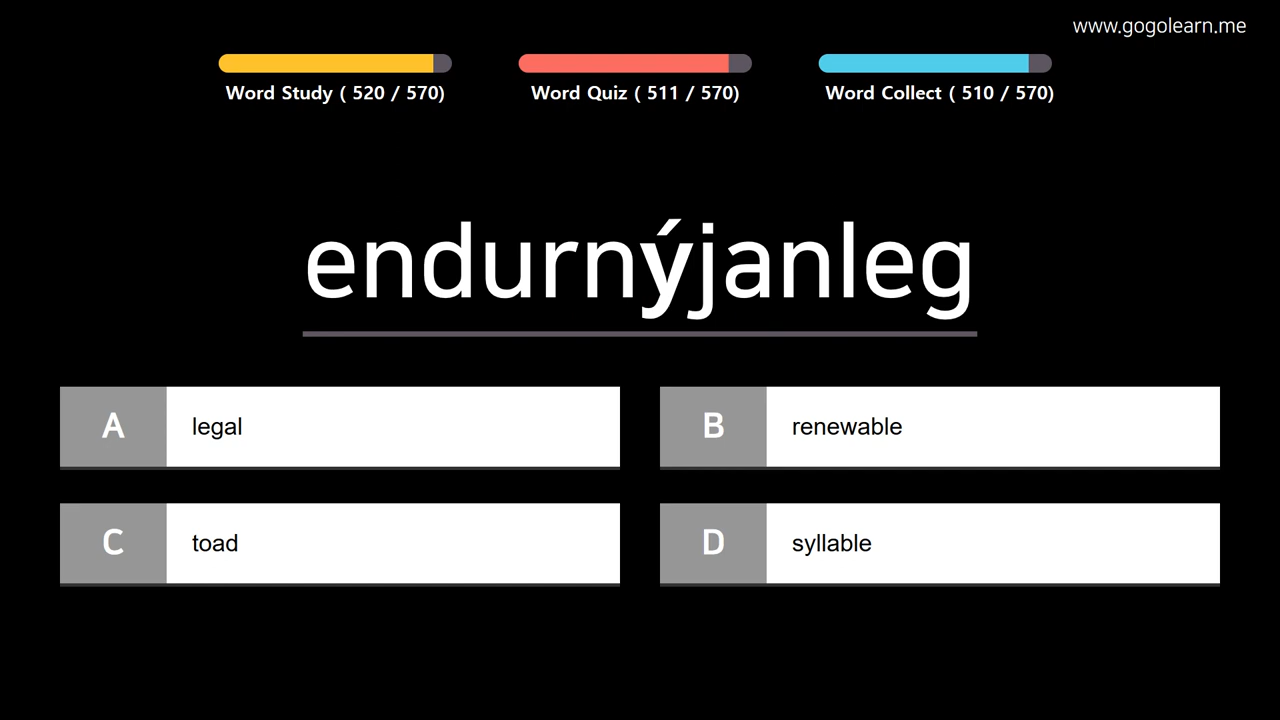 www.gogolearn.me
Word Study ( 520 / 570)
Word Quiz ( 511 / 570)
Word Collect ( 510 / 570)
endurnýjanleg
A legal
B renewable
C toad
D syllable